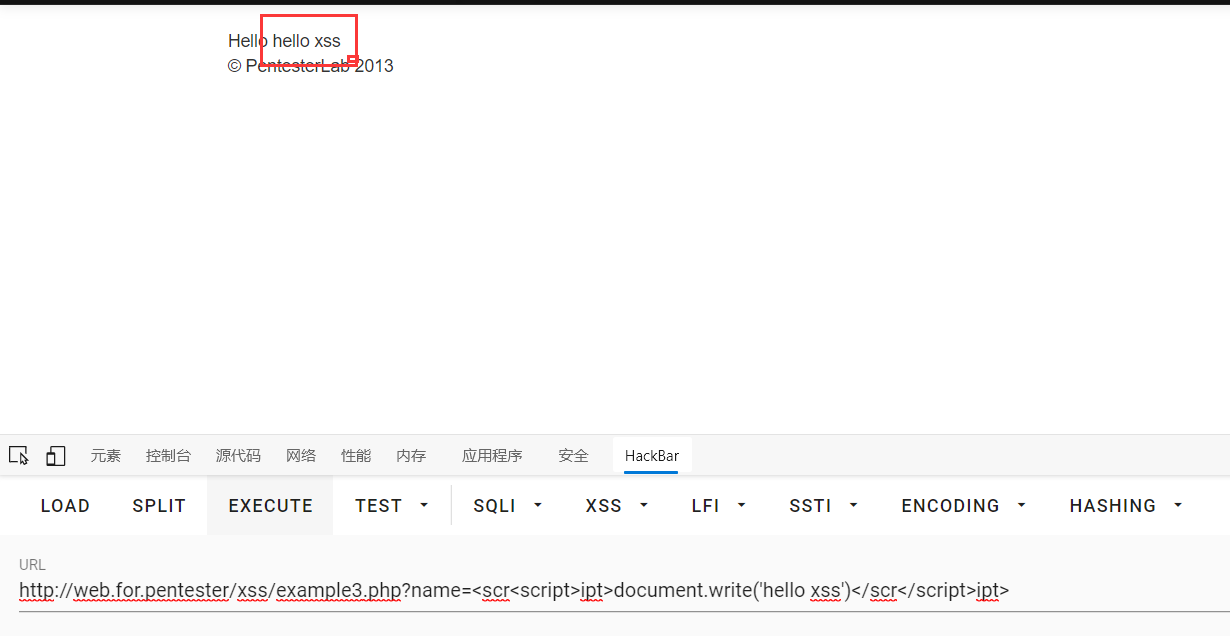 Hello hello xss
© PentesterLab 2013
元素 控制台 源代码 网络 性能 内存 应用程序 安全 HackBar
LOAD SPLIT EXECUTE TEST SQLI XSS LFI SSTI ENCODING HASHING
URL
http://web.for.pentester/xss/example3.php?name=<scr<script>ipt>document.write('hello xss')</scr</script>ipt>